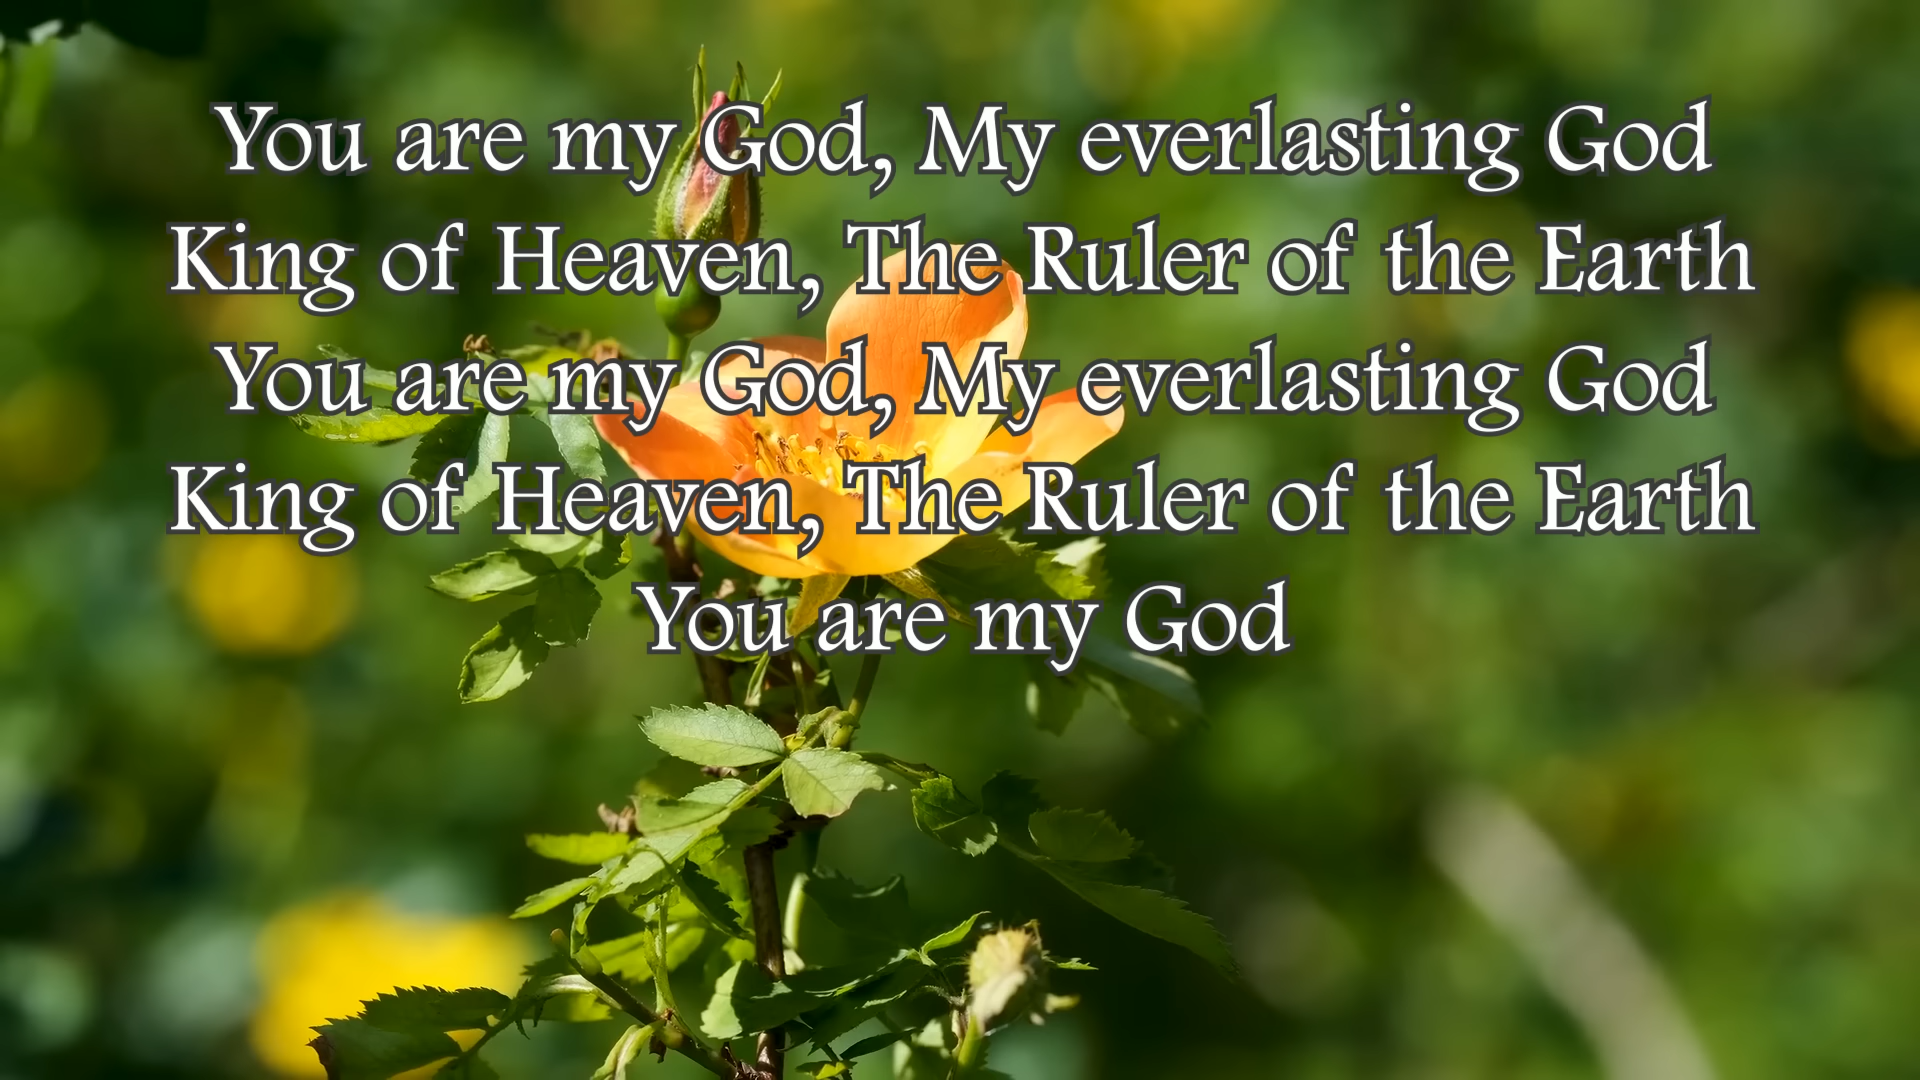 You are my God, My everlasting God
King of Heaven, The Ruler of the Earth
You are my God, My everlasting God
King of Heaven, The Ruler of the Earth
You are my God